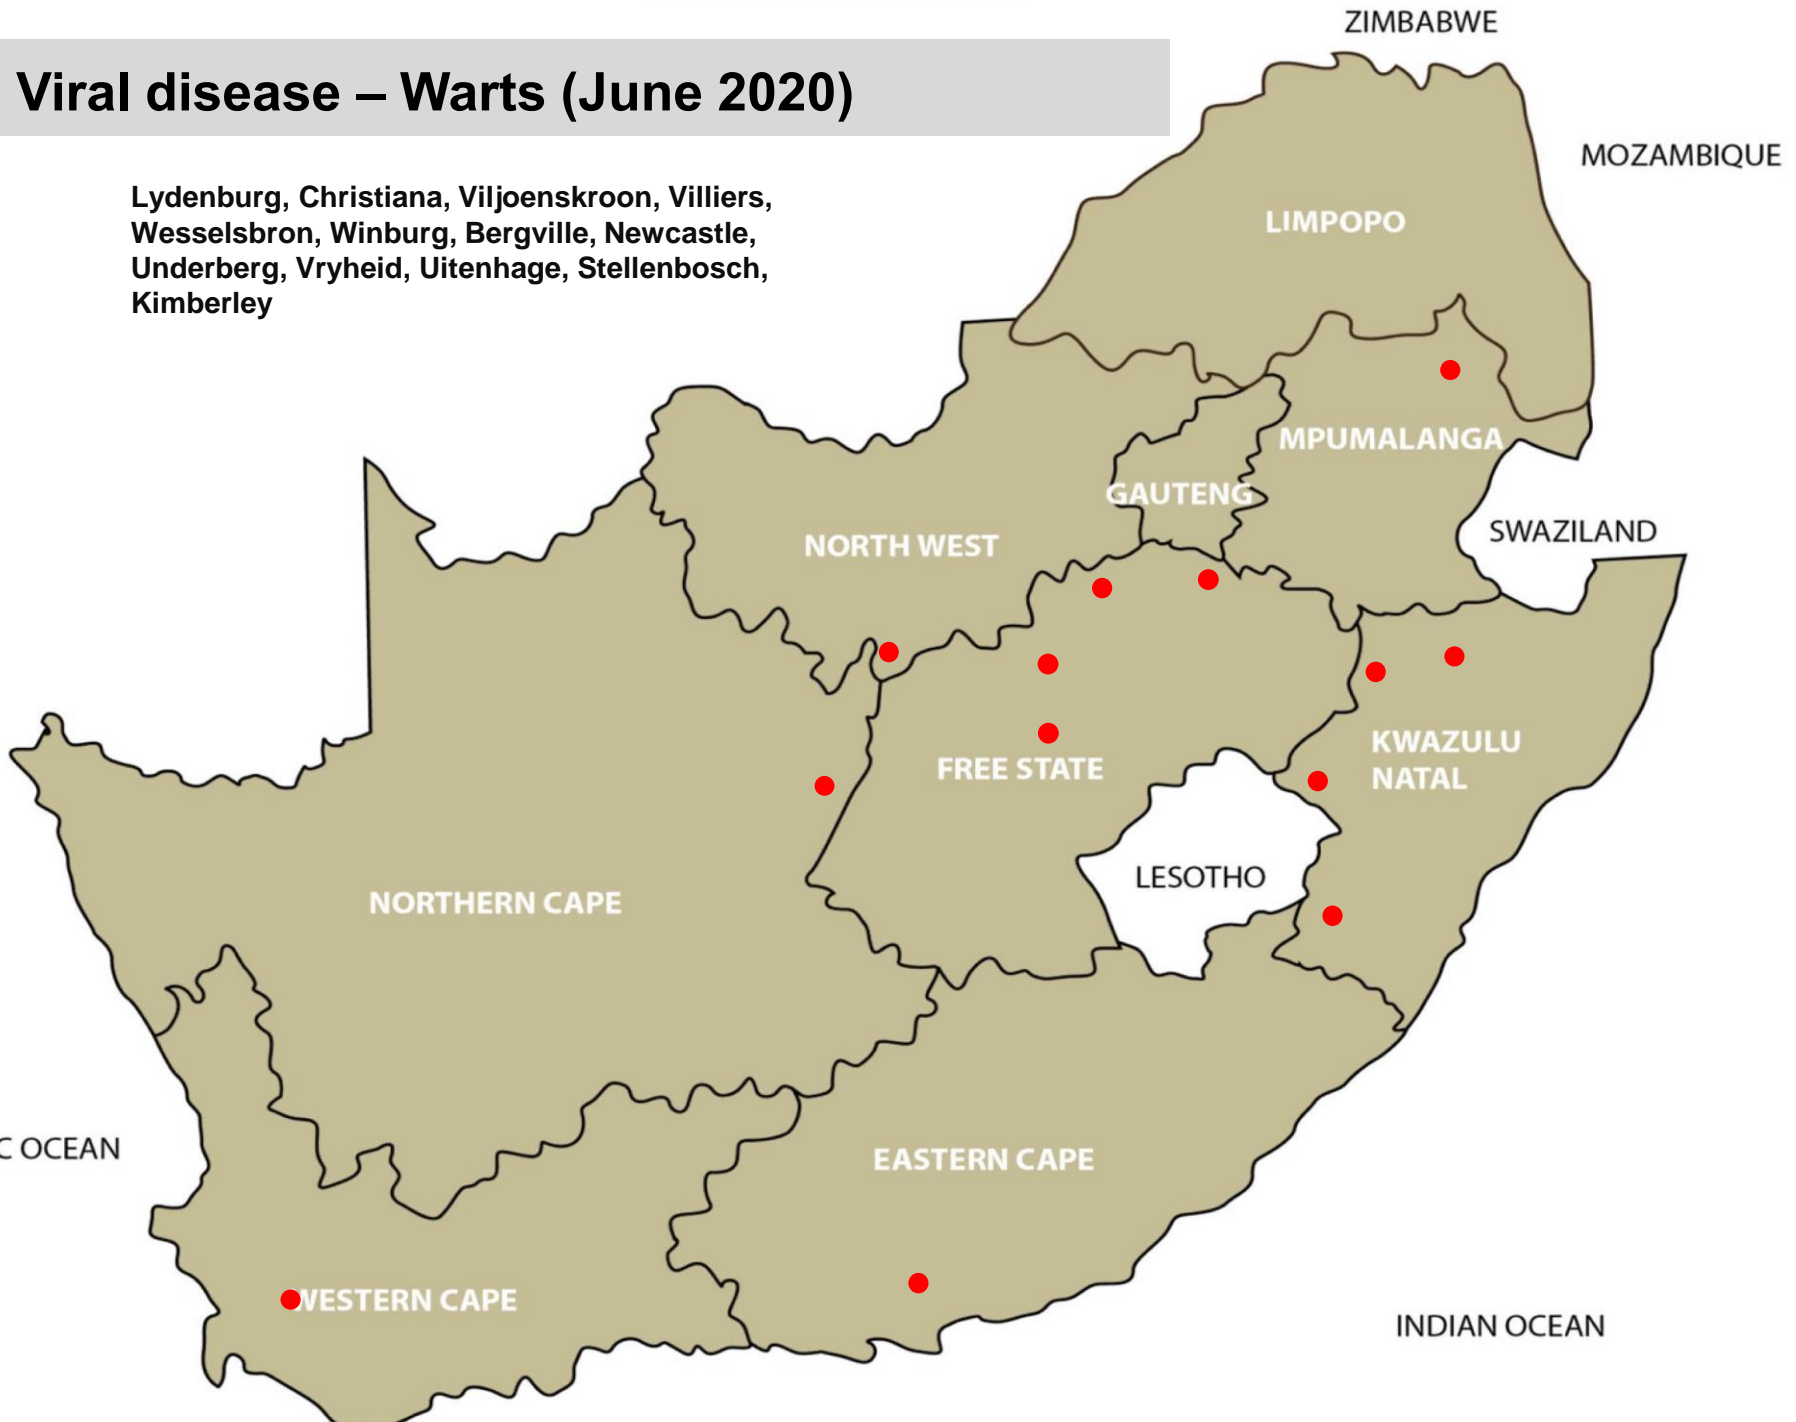 ZIMBABWE
Viral disease – Warts (June 2020)
MOZAMBIQUE
Lydenburg, Christiana, Viljoenskroon, Villiers,
Wesselsbron, Winburg, Bergville, Newcastle,
Underberg, Vryheid, Uitenhage, Stellenbosch,
Kimberley
LIMPOPO
MPUMALANGA
GAUTENG
SWAZILAND
NORTH WEST
KWAZULU
NATAL
FREE STATE
LESOTHO
NORTHERN CAPE
C OCEAN
EASTERN CAPE
WESTERN CAPE
INDIAN OCEAN